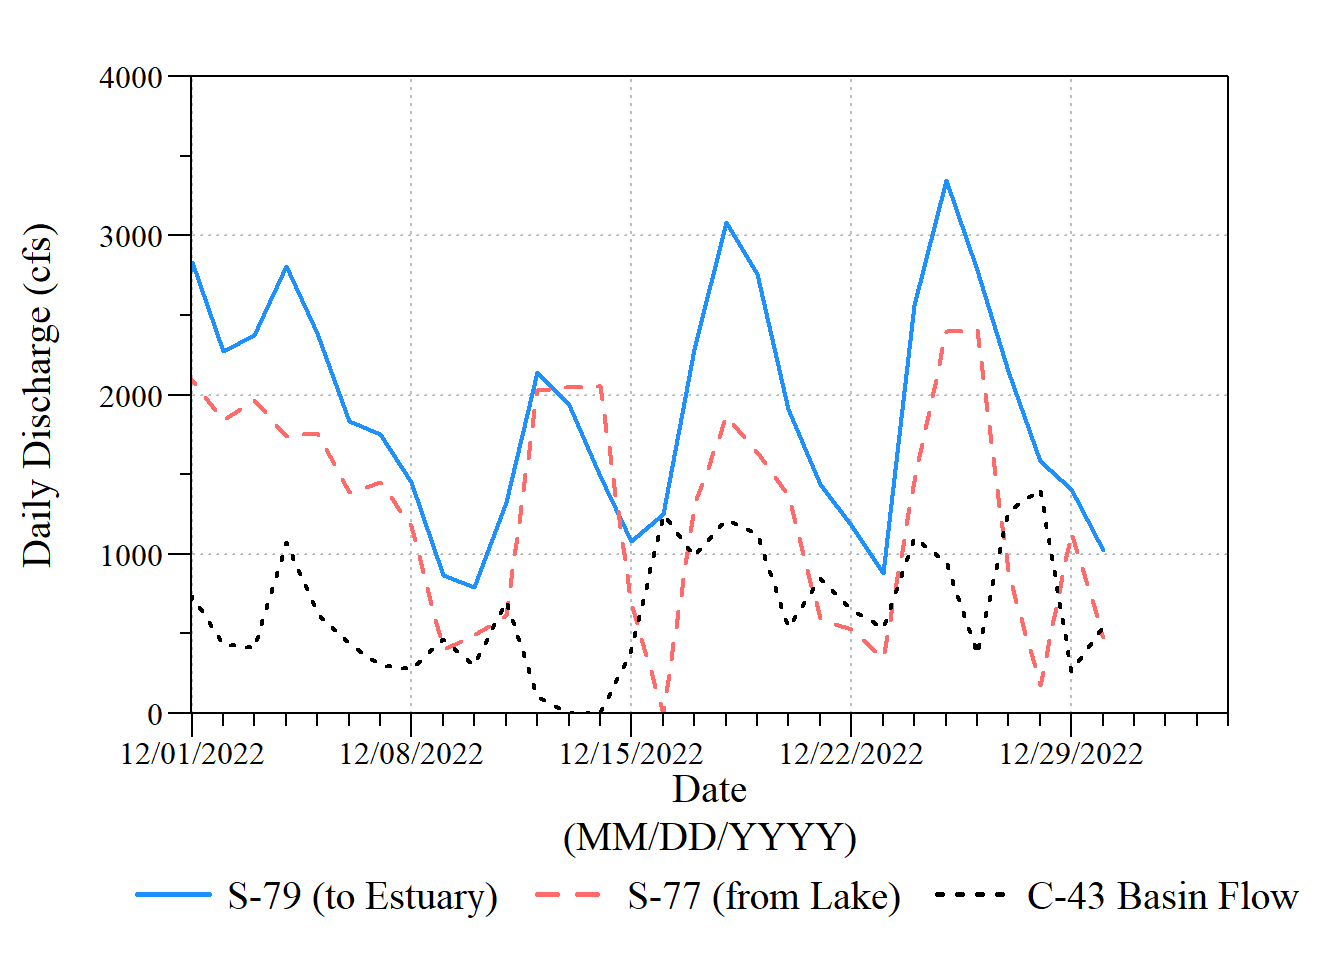 Daily Discharge (cfs)
4000
3000
2000
1000
0
12/01/2022 12/08/2022 12/15/2022 12/22/2022 12/29/2022
Date
(MM/DD/YYYY)
S-79 (to Estuary) S-77 (from Lake) C-43 Basin Flow